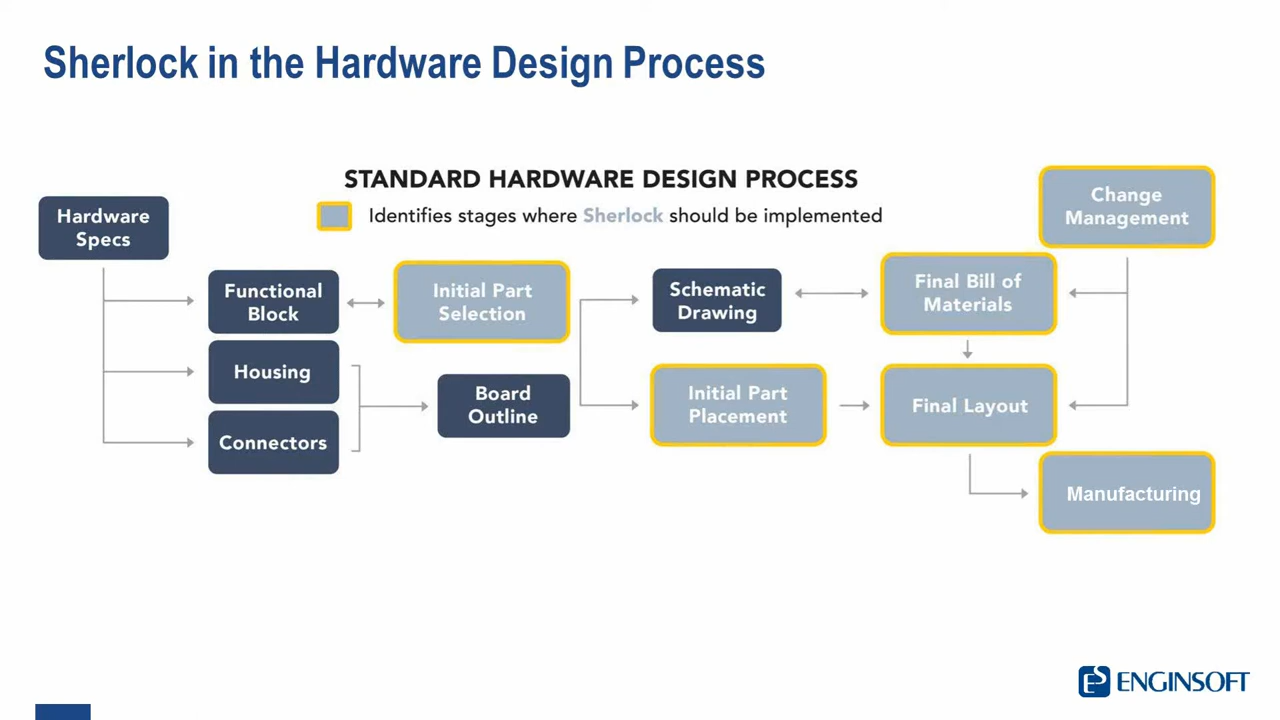 Sherlock in the Hardware Design Process
STANDARD HARDWARE DESIGN PROCESS
Identifies stages where Sherlock should be implemented
Hardware
Specs
Functional
Block
Housing
Connectors
Initial Part
Selection
Board
Outline
Schematic
Drawing
Initial Part
Placement
Final Bill of
Materials
Final Layout
Change
Management
Manufacturing
ENGINSOFT